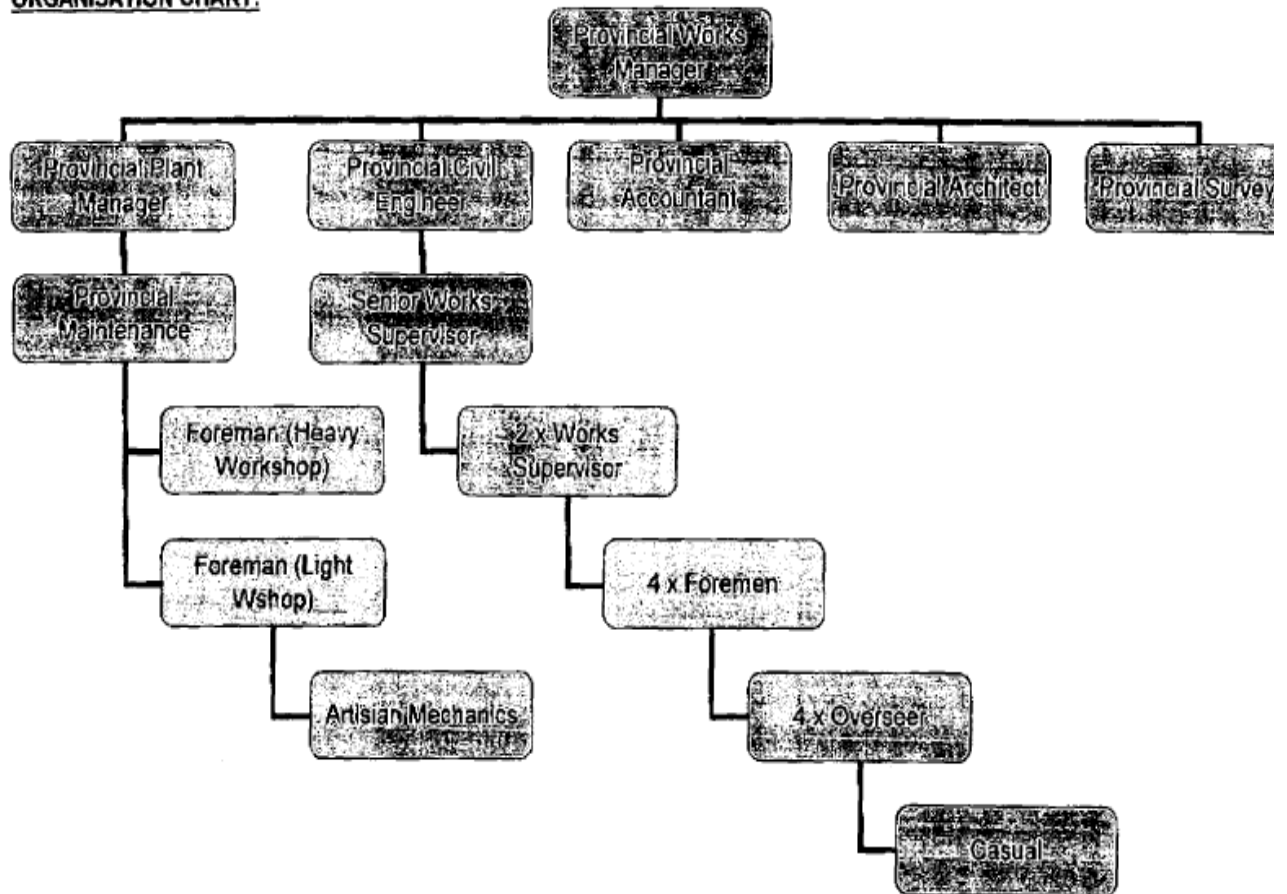 ORGANISATION CHART:
Provincial Works
Manager
Provincial Plant
Manager
Provincial Civil
Engineer
Provincial
Accountant
Provincial Architect
Provincial Survey
Provincial
Maintenance
Senior Works
Supervisor
Foreman (Heavy
Workshop)
2 x Works
Supervisor
Foreman (Light
Wshop)
4 x Foremen
Artisian Mechanics
4 x Overseer
Casual